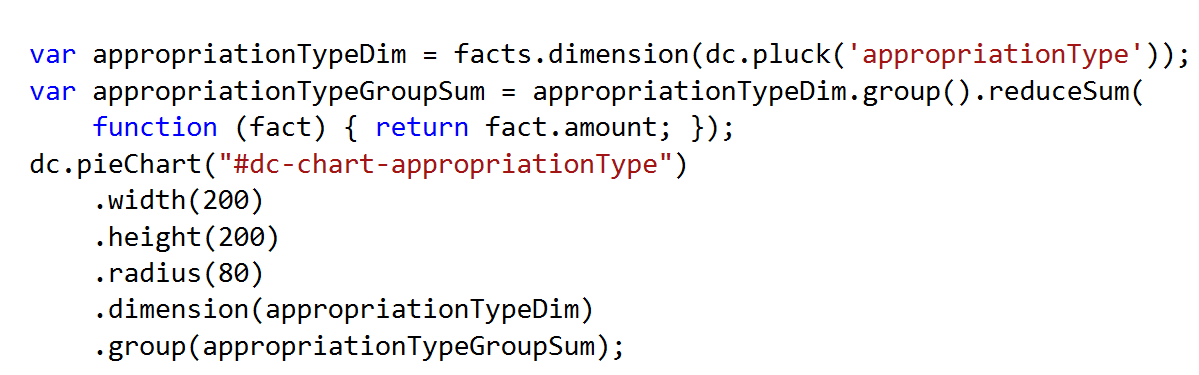 var appropriationTypeDim = facts.dimension(dc.pluck('appropriationType'));
var appropriationTypeGroupSum = appropriationTypeDim.group().reduceSum(
    function (fact) { return fact.amount; });
dc.pieChart("#dc-chart-appropriationType")
    .width(200)
    .height(200)
    .radius(80)
    .dimension(appropriationTypeDim)
    .group(appropriationTypeGroupSum);